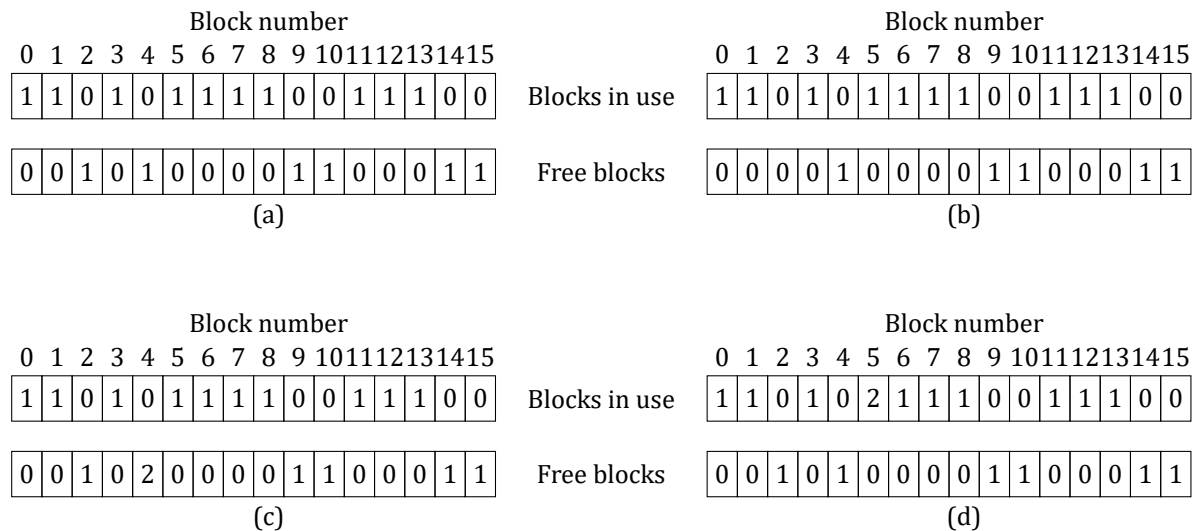 Block number
0 1 2 3 4 5 6 7 8 9 10 11 12 13 14 15
1 1 0 1 0 1 1 1 1 0 0 1 1 1 0 0
Blocks in use
0 0 1 0 1 0 0 0 0 1 1 0 0 0 1 1
Free blocks
(a)
Block number
0 1 2 3 4 5 6 7 8 9 10 11 12 13 14 15
1 1 0 1 0 1 1 1 1 0 0 1 1 1 0 0
0 0 0 0 1 0 0 0 0 1 1 0 0 0 1 1
(b)
Block number
0 1 2 3 4 5 6 7 8 9 10 11 12 13 14 15
1 1 0 1 0 1 1 1 1 0 0 1 1 1 0 0
Blocks in use
0 0 1 0 2 0 0 0 0 1 1 0 0 0 1 1
Free blocks
(c)
Block number
0 1 2 3 4 5 6 7 8 9 10 11 12 13 14 15
1 1 0 1 0 2 1 1 1 0 0 1 1 1 0 0
0 0 1 0 1 0 0 0 0 1 1 0 0 0 1 1
(d)